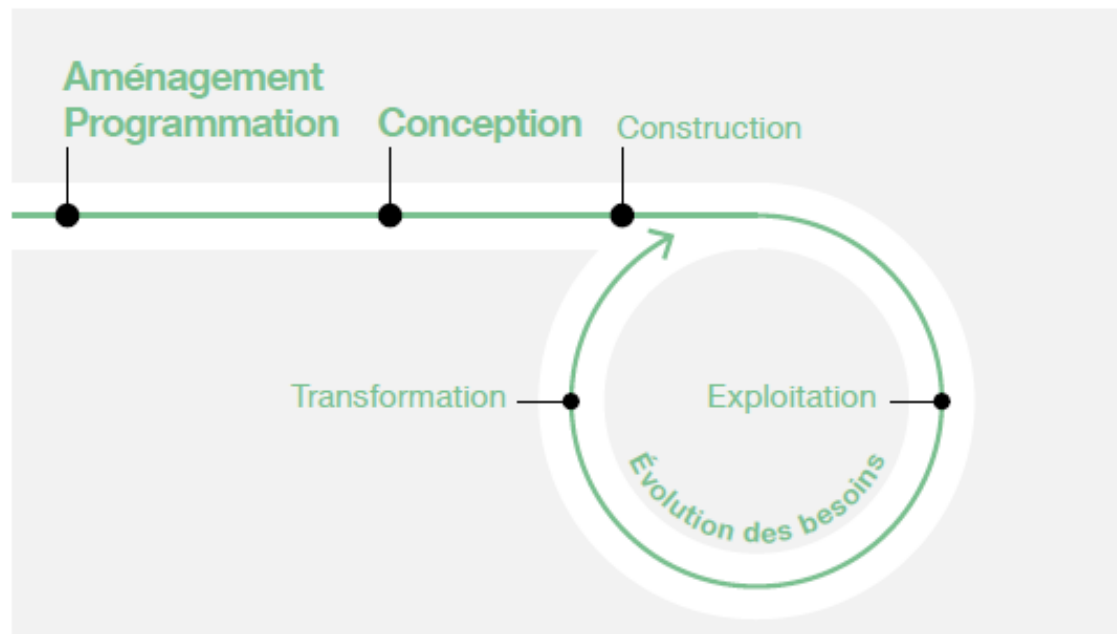 Aménagement
Programmation
Conception
Construction
Transformation
Exploitation
Évolution des besoins